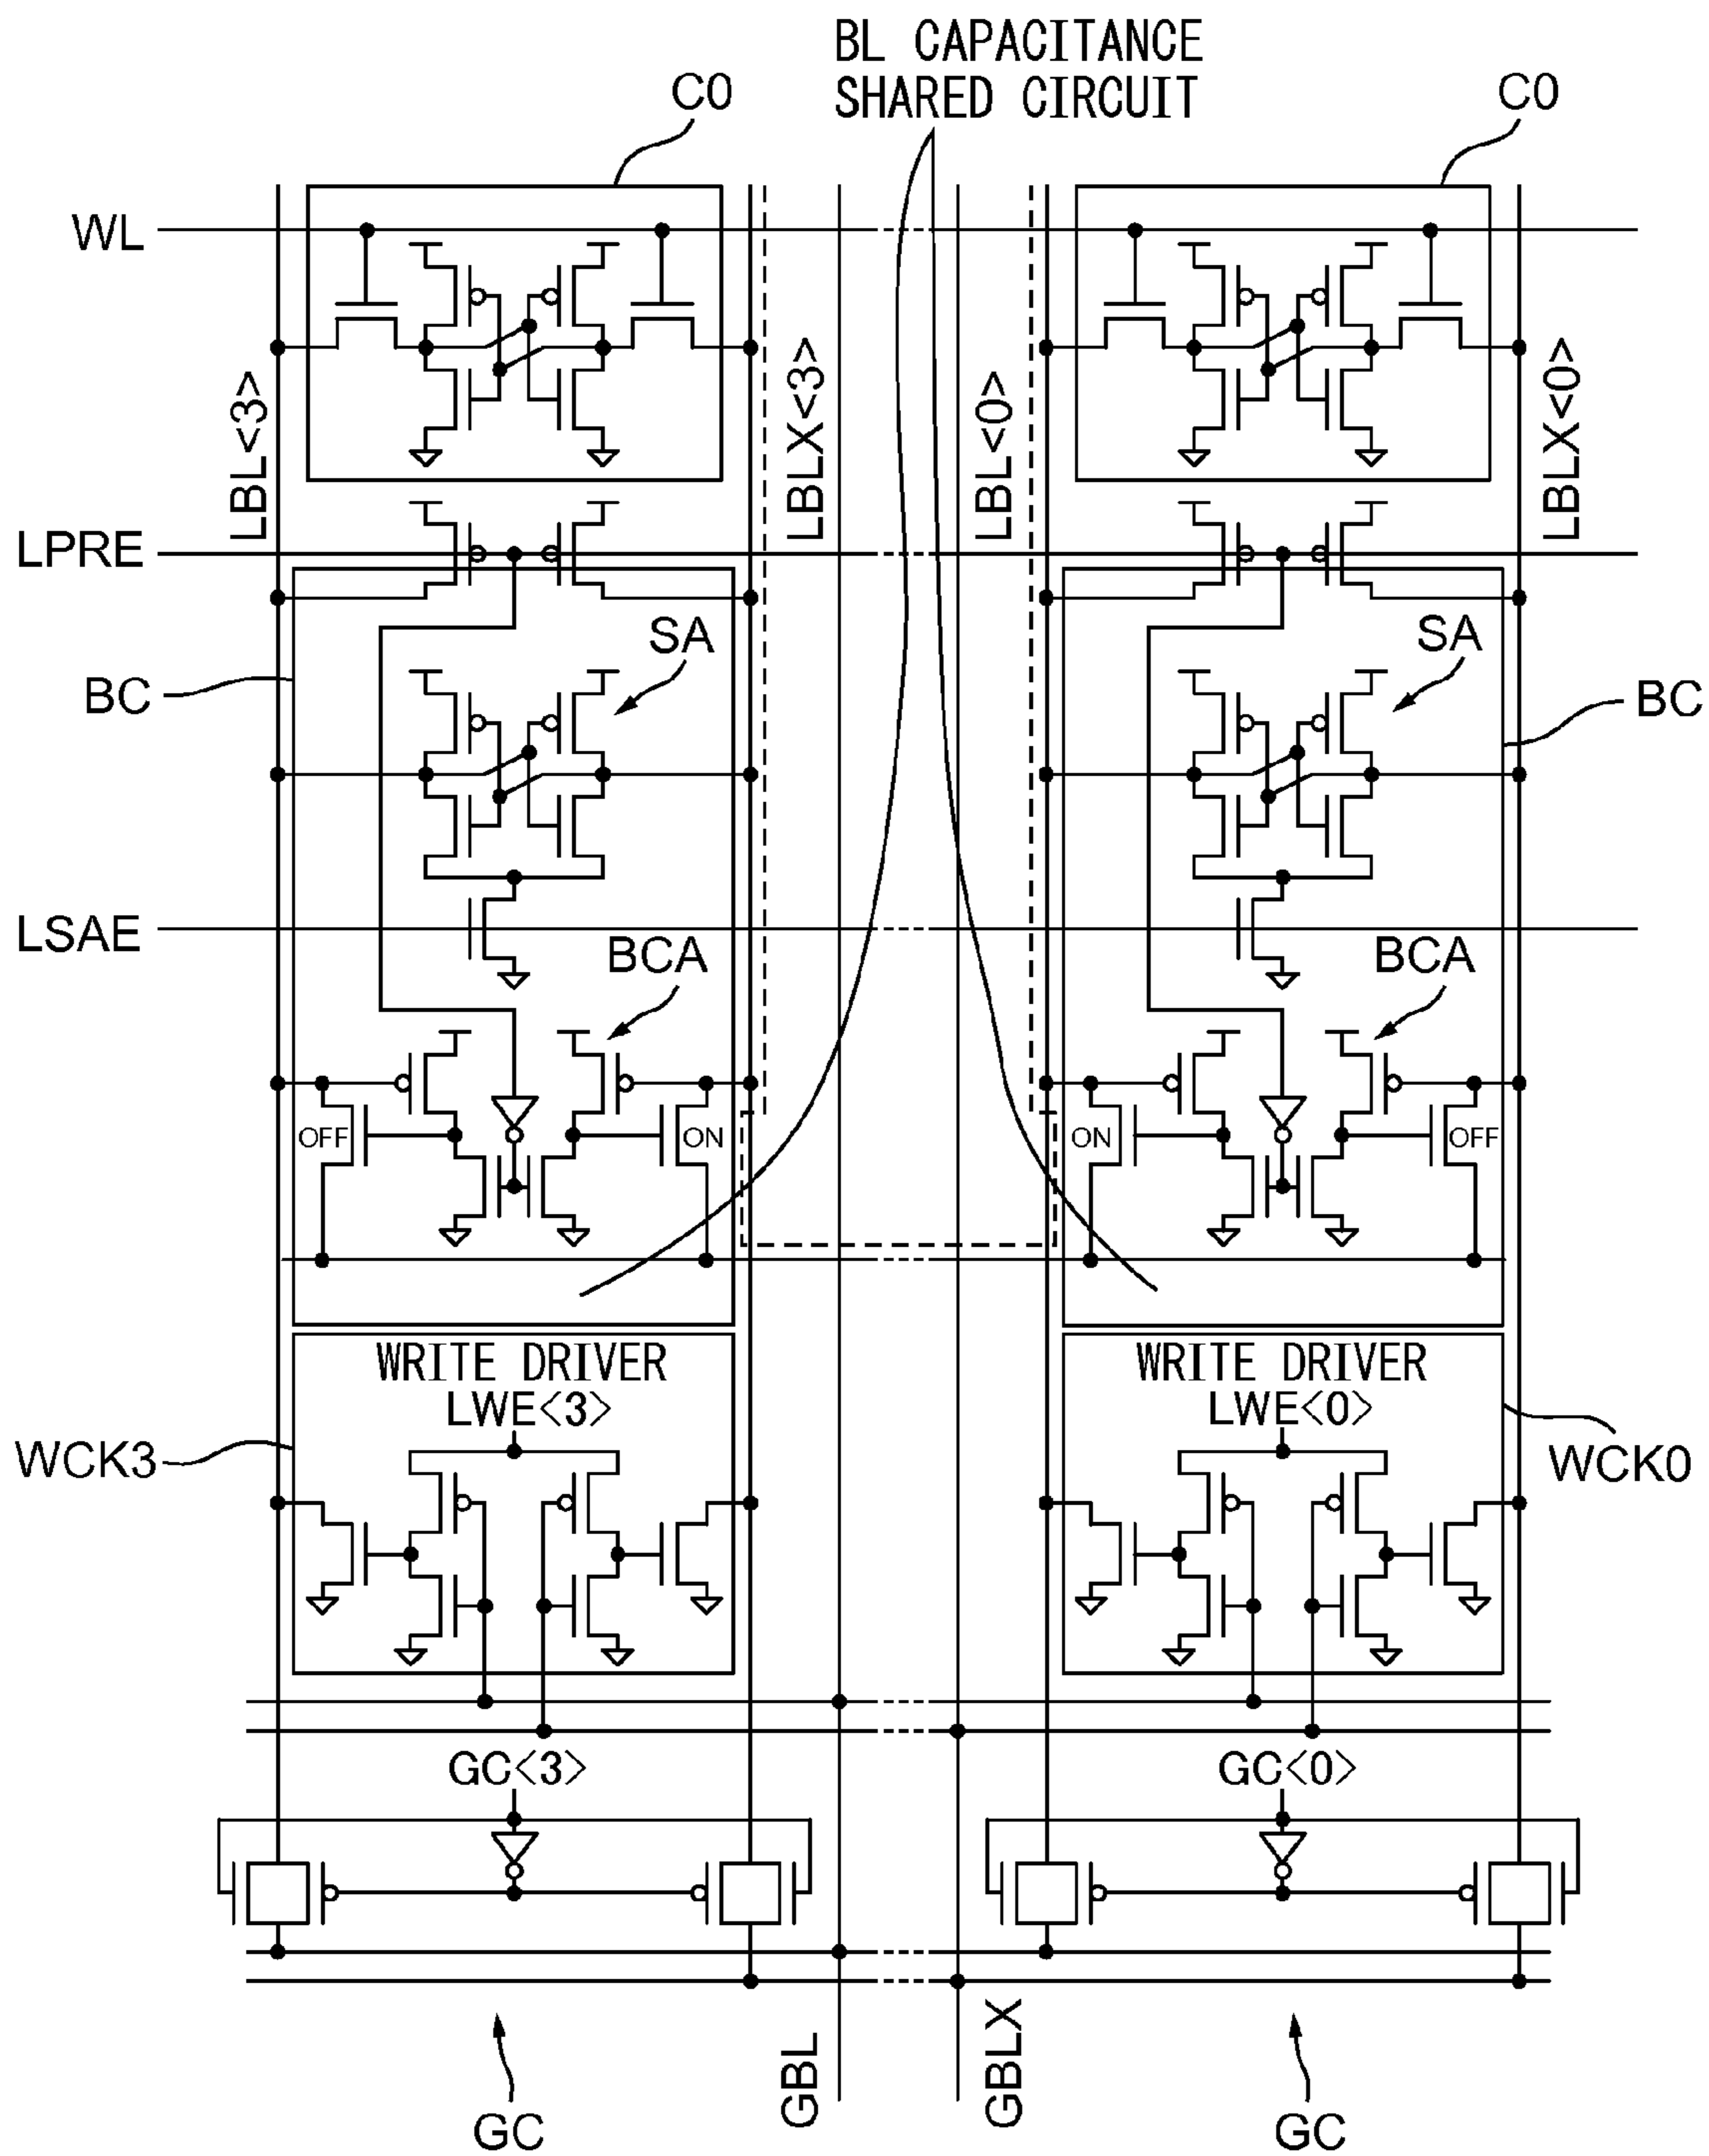 BL CAPACITANCE
SHARED CIRCUIT
C0
C0
WL
LBL<3>
LBLX<3>
LBL<0>
LBLX<0>
LPRE
SA
SA
BC
BC
LSAE
BCA
BCA
OFF
ON
ON
OFF
WRITE DRIVER
LWE<3>
WRITE DRIVER
LWE<0>
WCK3
WCK0
GC<3>
GC<0>
GBL
GBLX
GC
GC